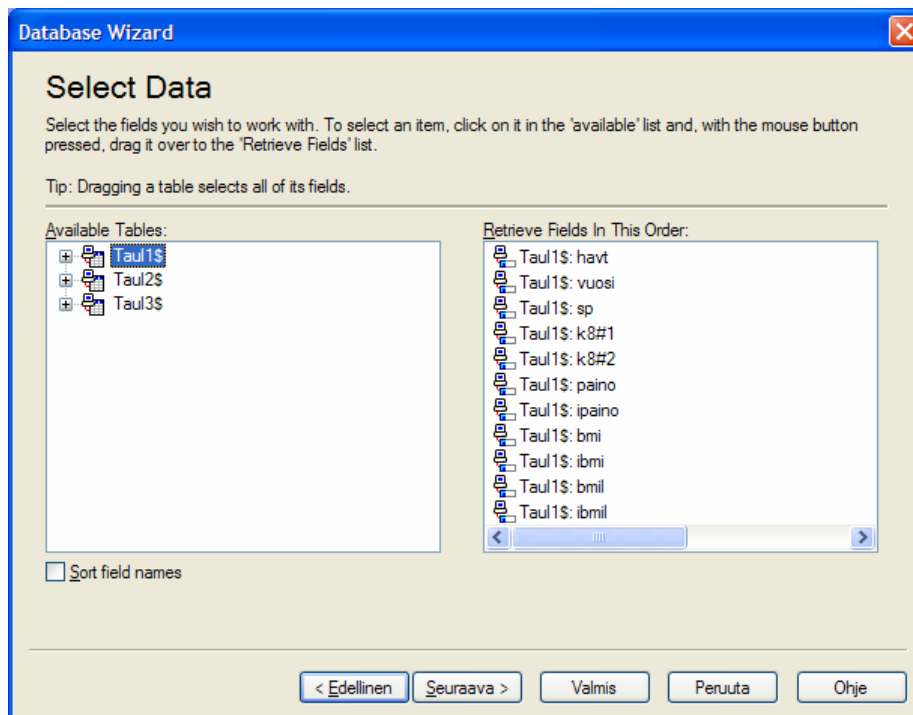 Database Wizard
Select Data
Select the fields you wish to work with. To select an item, click on it in the 'available' list and, with the mouse button
pressed, drag it over to the 'Retrieve Fields' list.
Tip: Dragging a table selects all of its fields.
Available Tables:
Taul1$
Taul2$
Taul3$
Retrieve Fields In This Order:
Taul1$: havt
Taul1$: vuosi
Taul1$: sp
Taul1$: k8#1
Taul1$: k8#2
Taul1$: paino
Taul1$: ipaino
Taul1$: bmi
Taul1$: ibmi
Taul1$: bmil
Taul1$: ibmil
Sort field names
< Edellinen
Seuraava >
Valmis
Peruuta
Ohje